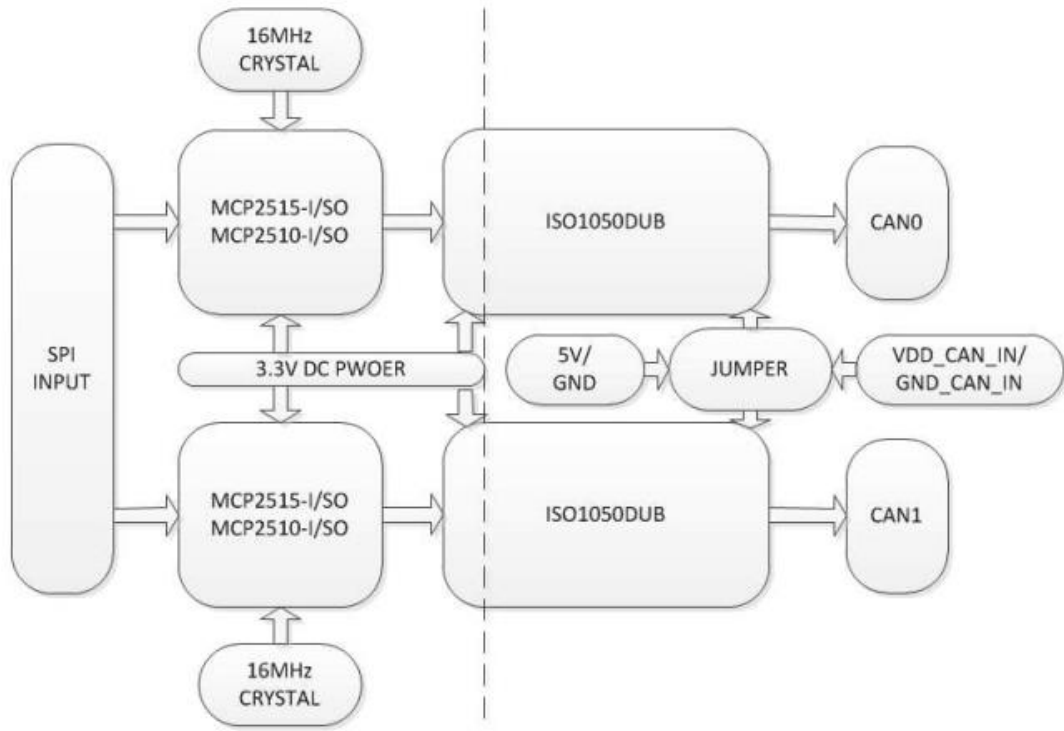 16MHz
CRYSTAL
MCP2515-I/SO
MCP2510-I/SO
ISO1050DUB
CAN0
SPI
INPUT
3.3V DC PWOER
5V/
GND
JUMPER
VDD_CAN_IN/
GND_CAN_IN
MCP2515-I/SO
MCP2510-I/SO
ISO1050DUB
CAN1
16MHz
CRYSTAL